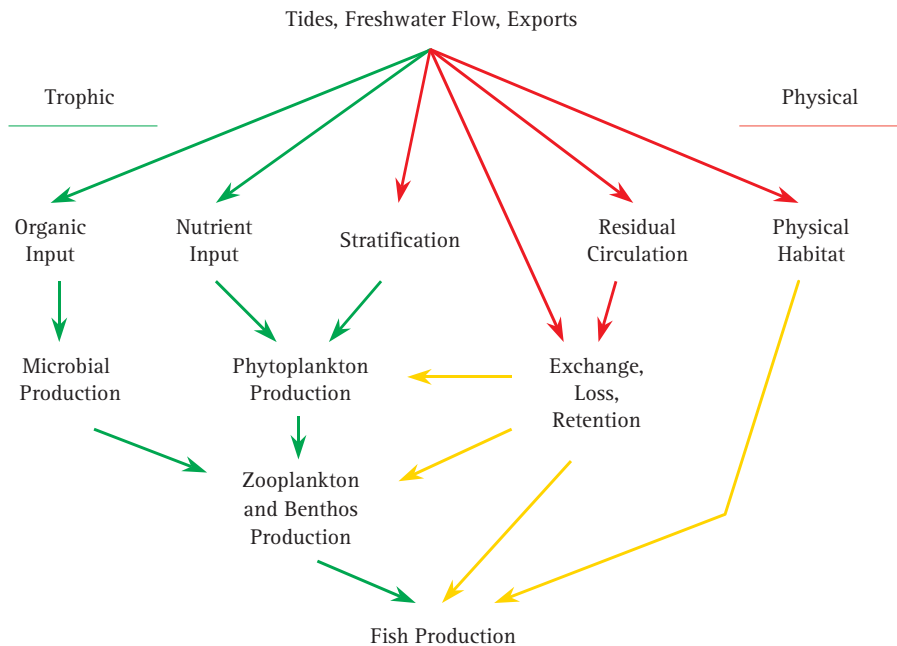 Tides, Freshwater Flow, Exports
Trophic
Physical
Organic
Input
Nutrient
Input
Stratification
Residual
Circulation
Physical
Habitat
Microbial
Production
Phytoplankton
Production
Exchange,
Loss,
Retention
Zooplankton
and Benthos
Production
Fish Production